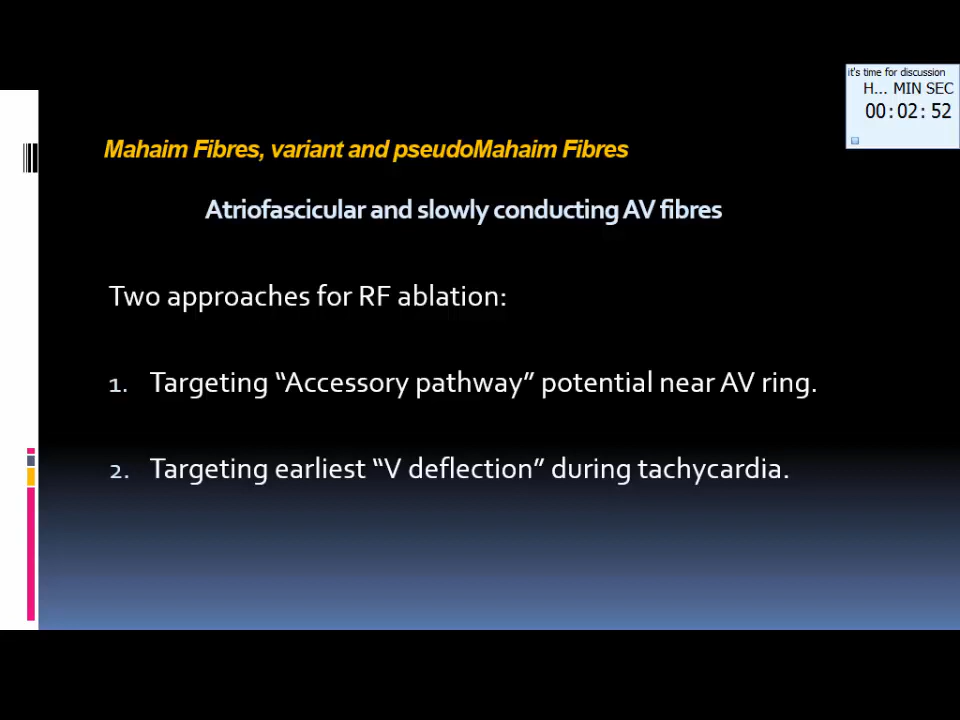 it's time for discussion
H... MIN SEC
00:02:52
Mahaim Fibres, variant and pseudoMahaim Fibres
Atriofascicular and slowly conducting AV fibres
Two approaches for RF ablation:
1. Targeting “Accessory pathway” potential near AV ring.
2. Targeting earliest “V deflection” during tachycardia.